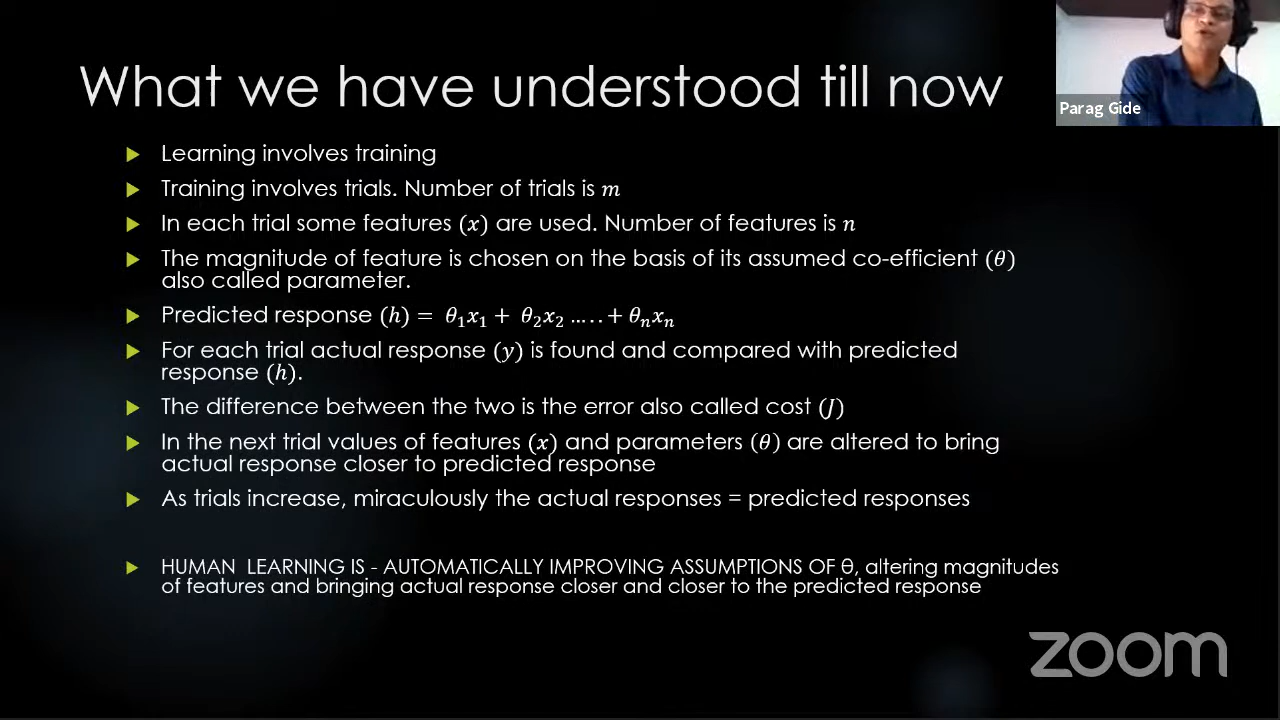 What we have understood till now
Parag Gide
Learning involves training
Training involves trials. Number of trials is m
In each trial some features (x) are used. Number of features is n
The magnitude of feature is chosen on the basis of its assumed co-efficient (θ)
also called parameter.
Predicted response (h) = θ₁x₁ + θ₂x₂ .....+ θₙxₙ
For each trial actual response (y) is found and compared with predicted
response (h).
The difference between the two is the error also called cost (J)
In the next trial values of features (x) and parameters (θ) are altered to bring
actual response closer to predicted response
As trials increase, miraculously the actual responses = predicted responses
HUMAN LEARNING IS - AUTOMATICALLY IMPROVING ASSUMPTIONS OF θ, altering magnitudes
of features and bringing actual response closer and closer to the predicted response
zoom